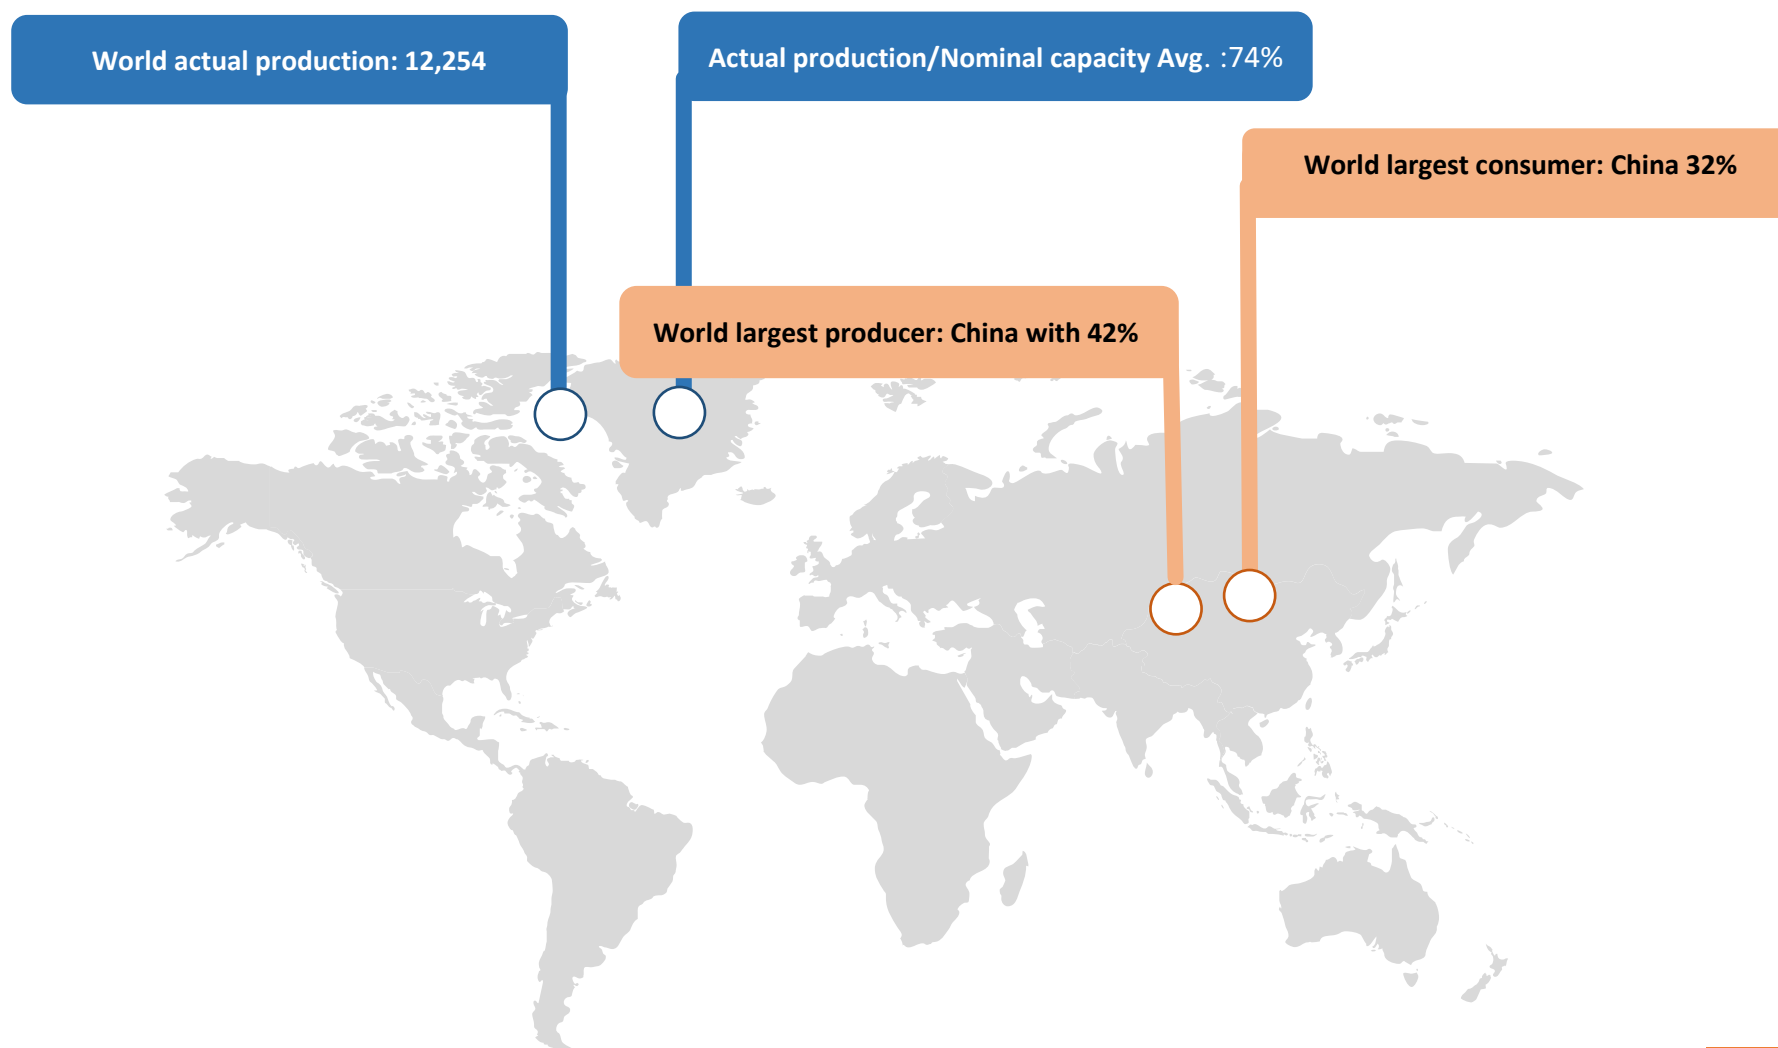 World actual production: 12,254
Actual production/Nominal capacity Avg. :74%
World largest consumer: China 32%
World largest producer: China with 42%